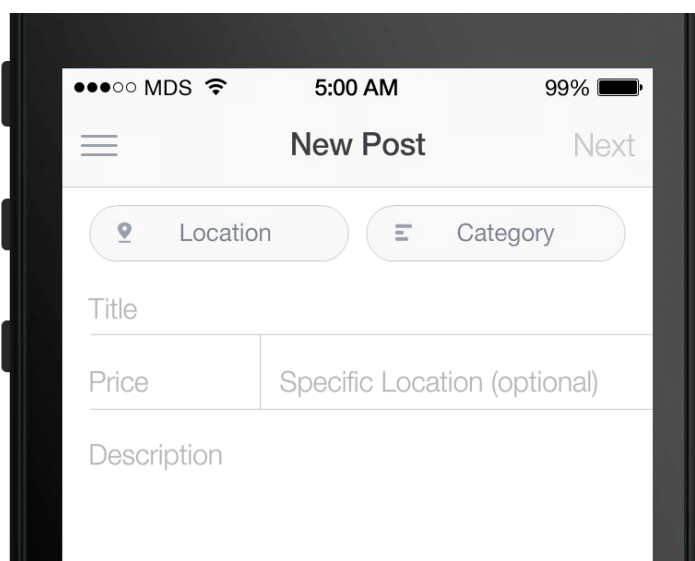 ●●●○○ MDS 5:00 AM 99%
New Post Next
Location Category
Title
Price Specific Location (optional)
Description